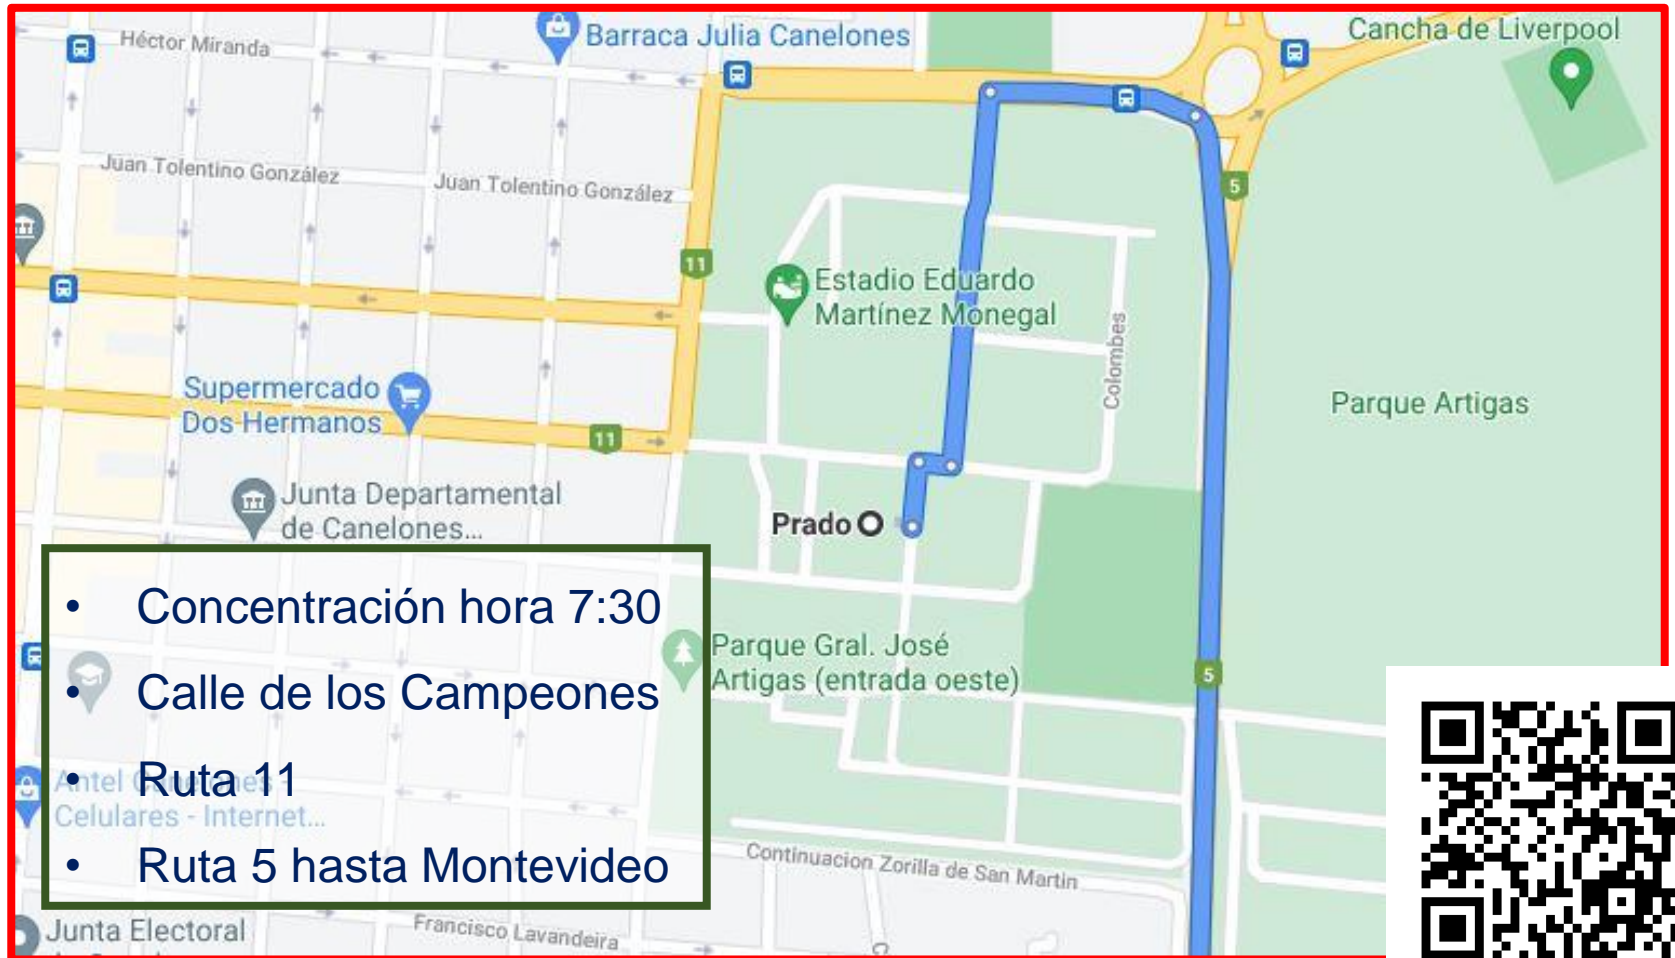 Héctor Miranda
Barraca Julia Canelones
Cancha de Liverpool
Juan Tolentino González
Juan Tolentino González
5
11
Estadio Eduardo
Martínez Monegal
Colombes
Supermercado
Dos Hermanos
11
Parque Artigas
Junta Departamental
de Canelones...
Prado
• Concentración hora 7:30
• Calle de los Campeones
• Ruta 11
• Ruta 5 hasta Montevideo
Parque Gral. José
Artigas (entrada oeste)
5
Antel Canelones -
Celulares - Internet...
Continuacion Zorilla de San Martin
Junta Electoral
Francisco Lavandeira